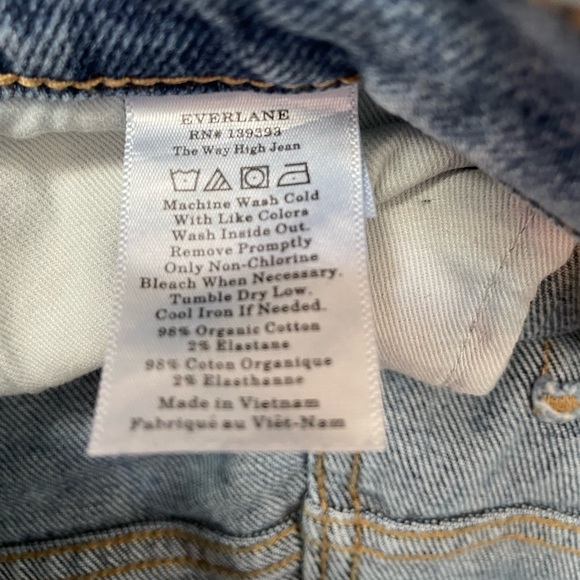 EVERLANE
RN# 139393
The Way High Jean
Machine Wash Cold
With Like Colors
Wash Inside Out.
Remove Promptly
Only Non-Chlorine
Bleach When Necessary.
Tumble Dry Low.
Cool Iron If Needed.
98% Organic Cotton
2% Elastane
98% Coton Organique
2% Elasthanne
Made in Vietnam
Fabriqué au Viêt-Nam